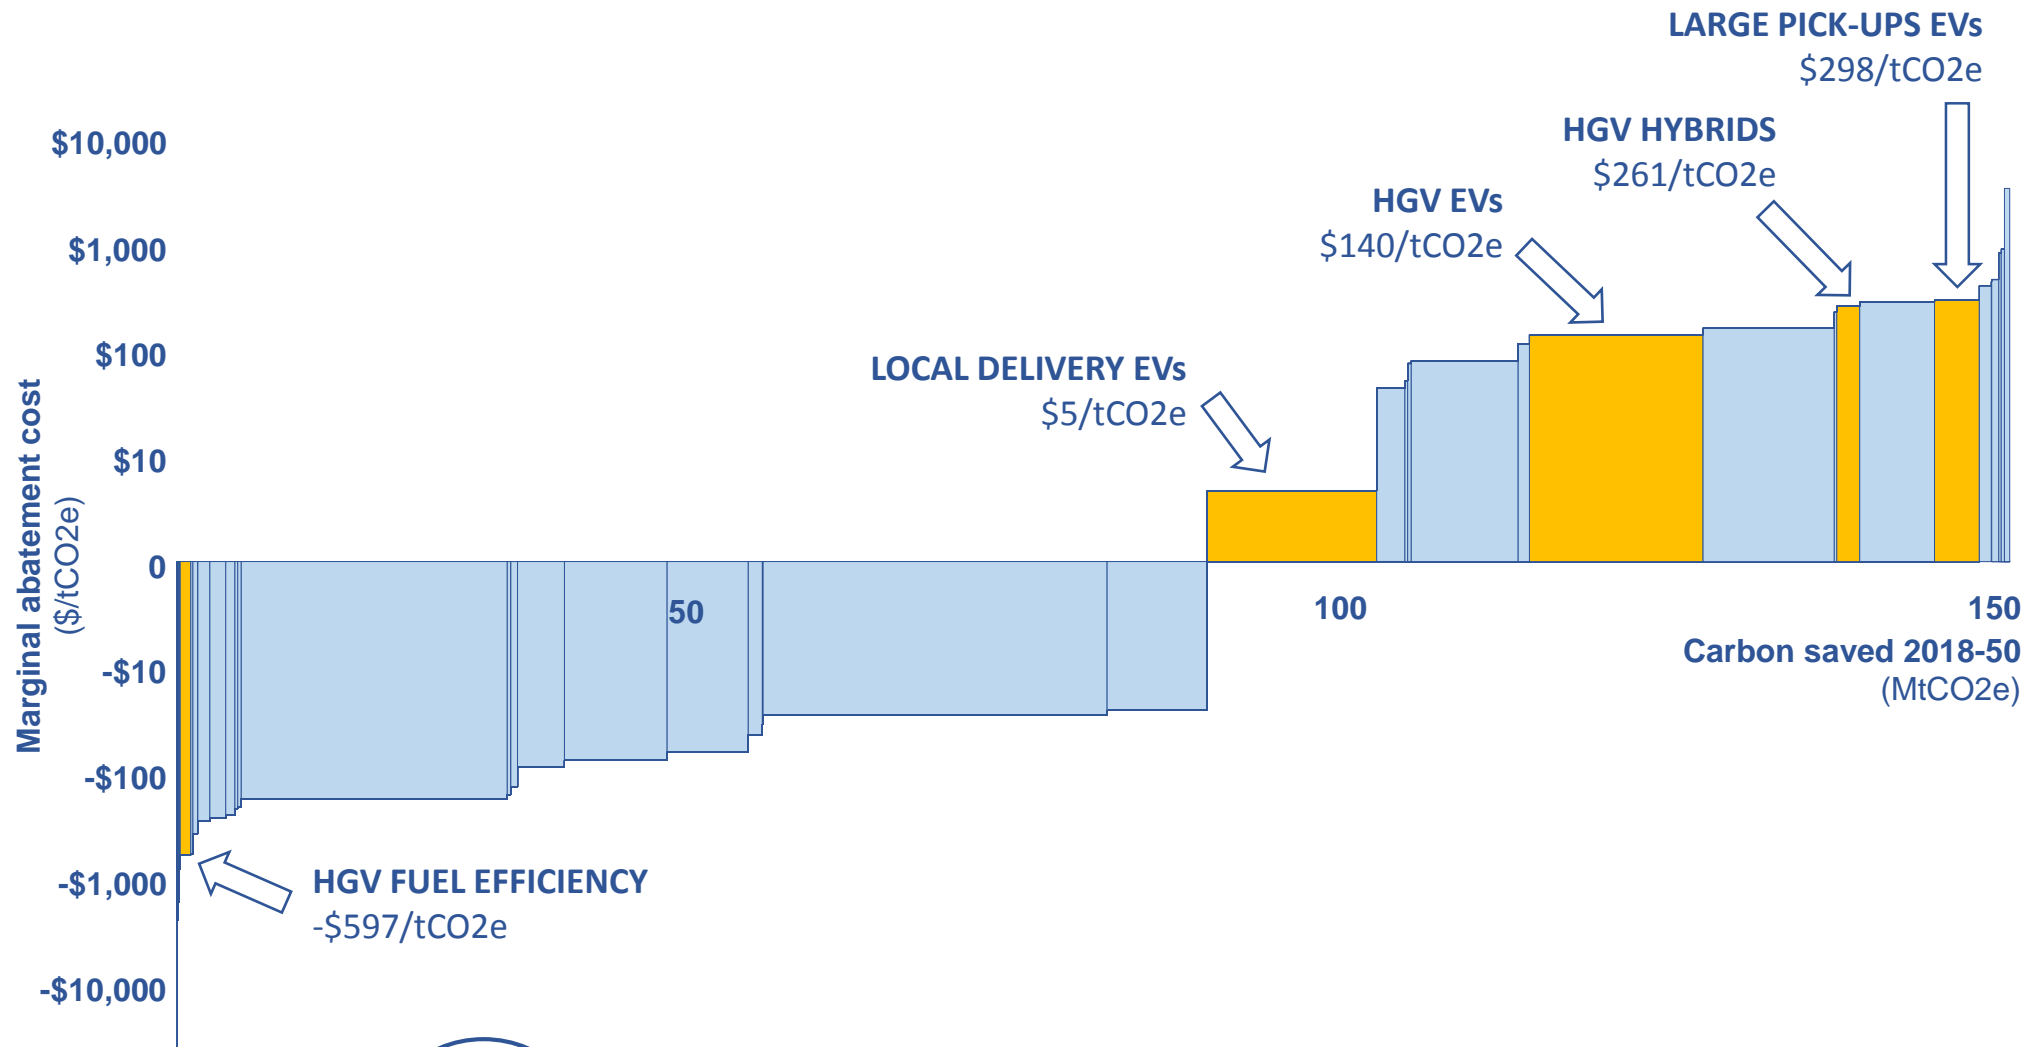 LARGE PICK-UPS EVs
$298/tCO2e
HGV HYBRIDS
$261/tCO2e
HGV EVs
$140/tCO2e
LOCAL DELIVERY EVs
$5/tCO2e
$10,000
$1,000
$100
$10
0
-$10
-$100
-$1,000
-$10,000
Marginal abatement cost
($/tCO2e)
50
100
150
Carbon saved 2018-50
(MtCO2e)
HGV FUEL EFFICIENCY
-$597/tCO2e